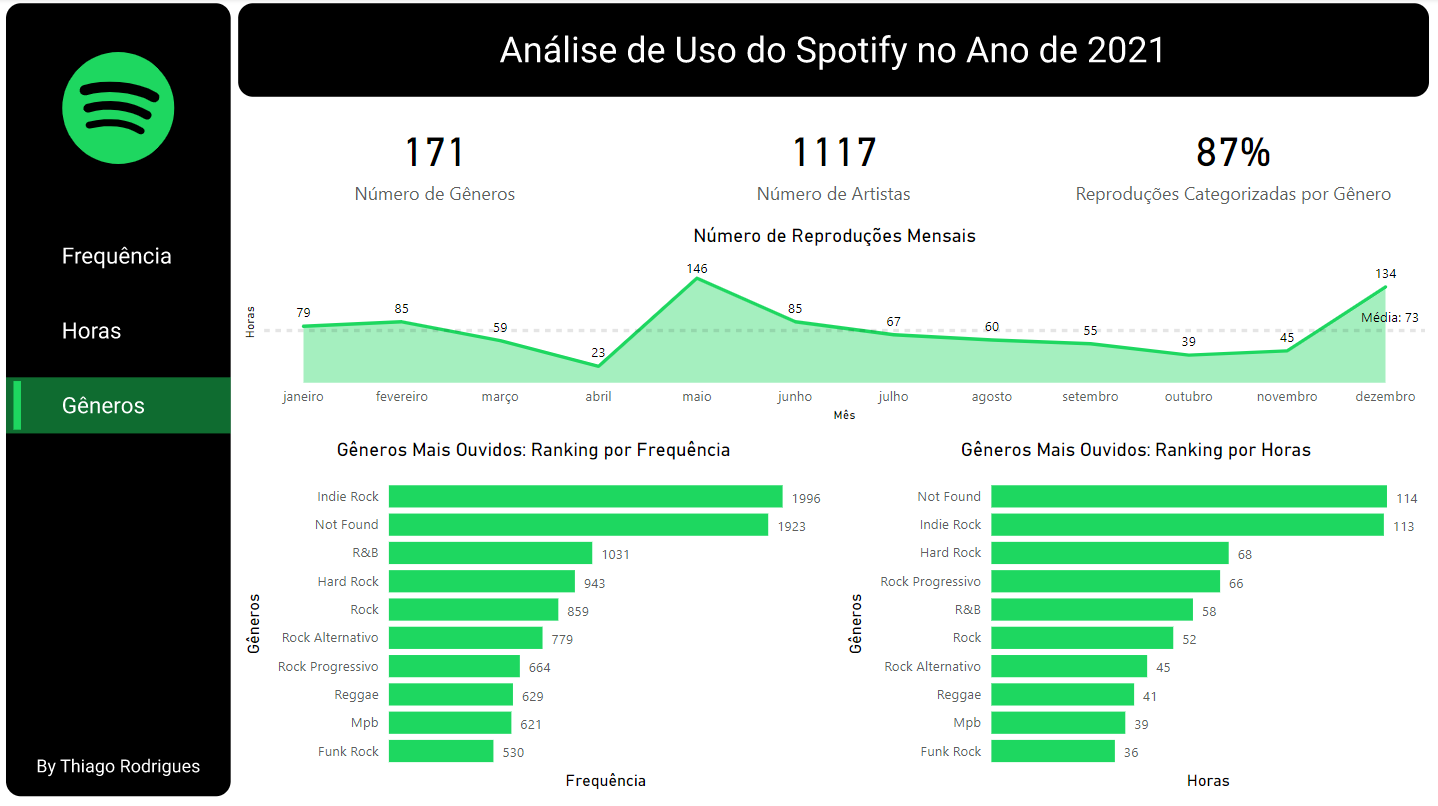 Análise de Uso do Spotify no Ano de 2021
Frequência
Horas
Gêneros
By Thiago Rodrigues
171
Número de Gêneros
1117
Número de Artistas
87%
Reproduções Categorizadas por Gênero
Número de Reproduções Mensais
Horas
79
85
59
23
146
85
67
60
55
39
45
134
Média: 73
janeiro
fevereiro
março
abril
maio
junho
julho
agosto
setembro
outubro
novembro
dezembro
Mês
Gêneros Mais Ouvidos: Ranking por Frequência
Gêneros
Indie Rock 1996
Not Found 1923
R&B 1031
Hard Rock 943
Rock 859
Rock Alternativo 779
Rock Progressivo 664
Reggae 629
Mpb 621
Funk Rock 530
Frequência
Gêneros Mais Ouvidos: Ranking por Horas
Gêneros
Not Found 114
Indie Rock 113
Hard Rock 68
Rock Progressivo 66
R&B 58
Rock 52
Rock Alternativo 45
Reggae 41
Mpb 39
Funk Rock 36
Horas